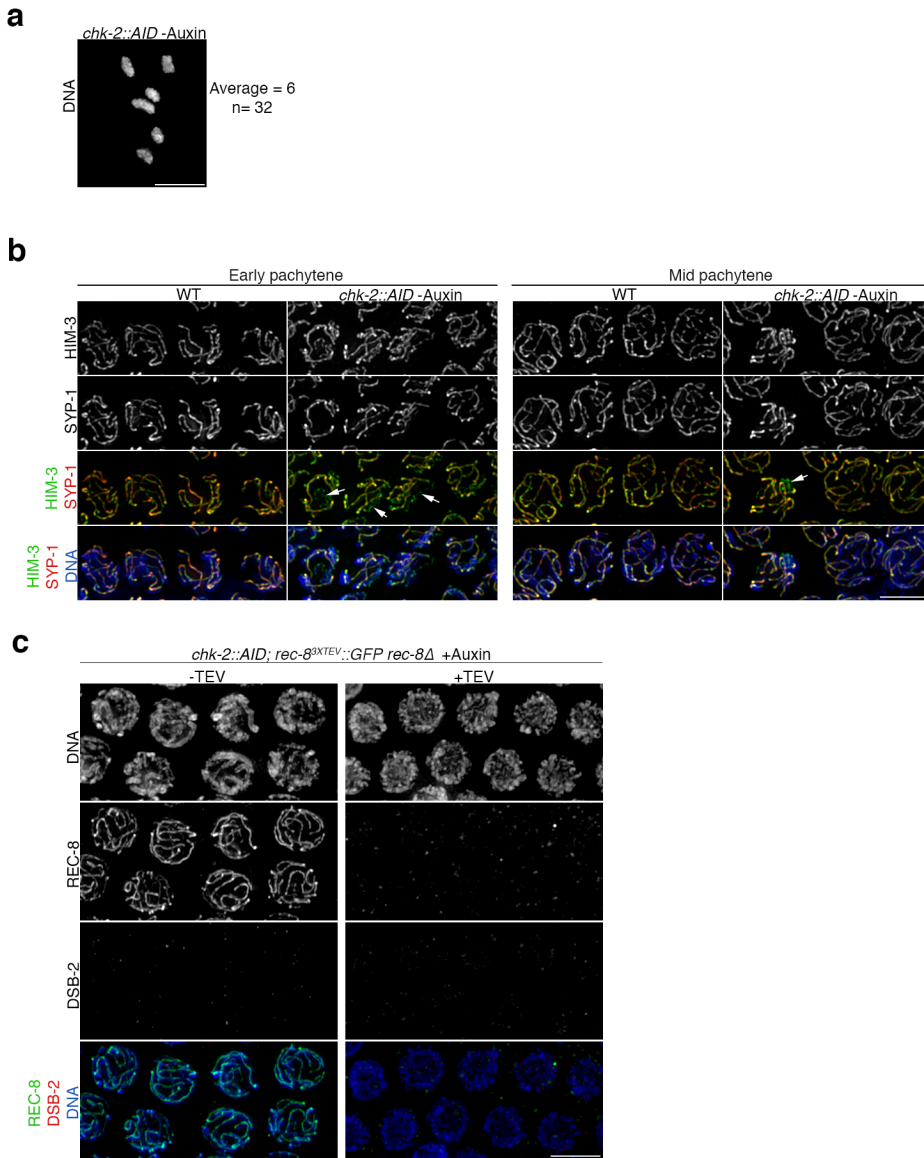 a
chk-2::AID -Auxin
DNA
Average = 6
n= 32
b
Early pachytene
Mid pachytene
WT
chk-2::AID -Auxin
WT
chk-2::AID -Auxin
HIM-3
SYP-1
HIM-3
SYP-1
HIM-3
SYP-1
DNA
c
chk-2::AID; rec-83XTEV::GFP rec-8Δ +Auxin
-TEV
+TEV
DNA
REC-8
DSB-2
REC-8
DSB-2
DNA